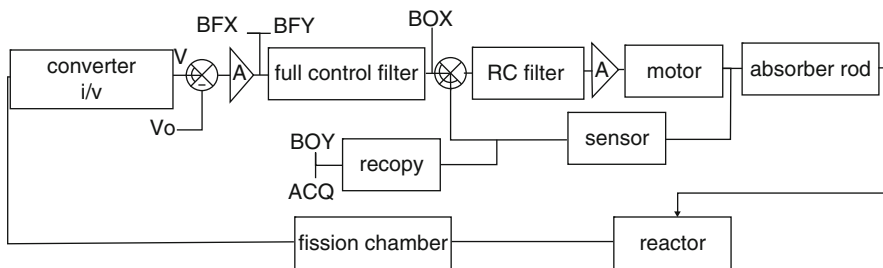 BFX
BFY
BOX
converter
i/v
V
A
full control filter
RC filter
A
motor
absorber rod
-
Vo
BOY
ACQ
recopy
sensor
fission chamber
reactor